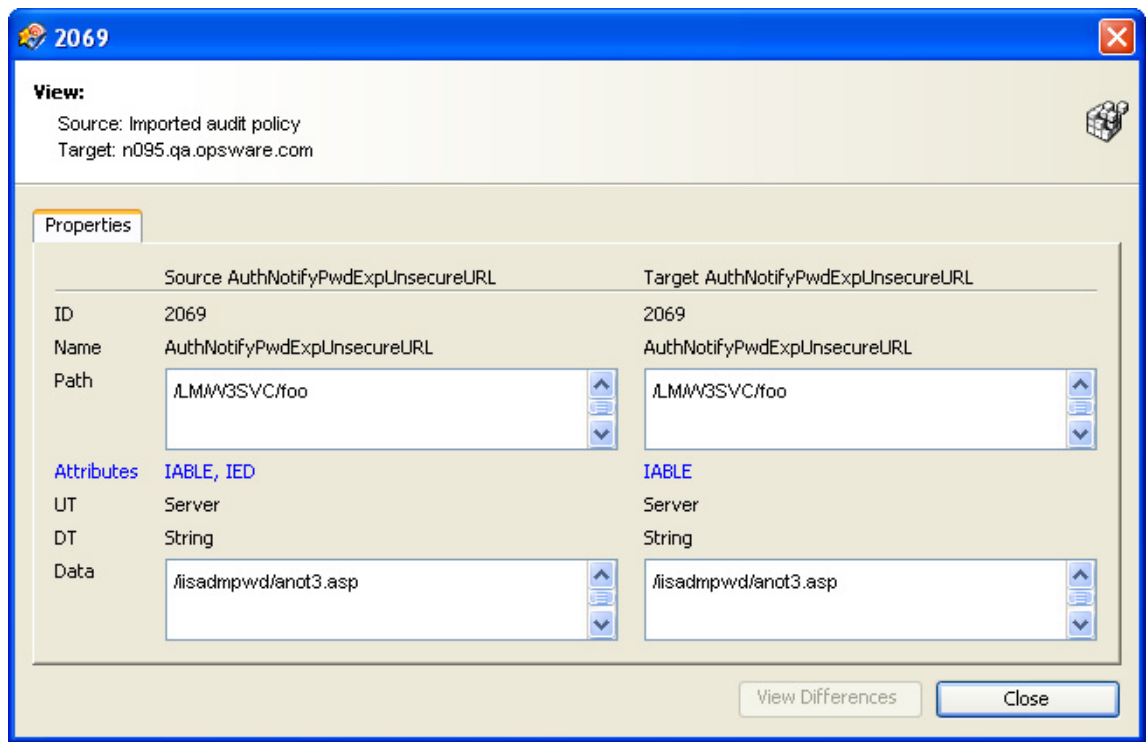 2069
View:
Source: Imported audit policy
Target: n095.qa.opsware.com
Properties
Source AuthNotifyPwdExpUnsecureURL Target AuthNotifyPwdExpUnsecureURL
ID 2069 2069
Name AuthNotifyPwdExpUnsecureURL AuthNotifyPwdExpUnsecureURL
Path /LM/W3SVC/foo /LM/W3SVC/foo
Attributes IABLE, IED IABLE
UT Server Server
DT String String
Data /iisadmpwd/anot3.asp /iisadmpwd/anot3.asp
View Differences Close